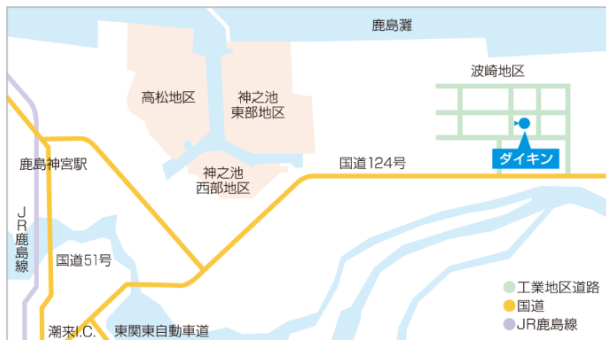 鹿島灘
波崎地区
高松地区
神之池
東部地区
ダイキン
鹿島神宮駅
神之池
西部地区
国道124号
JR鹿島線
国道51号
潮来I.C.
東関東自動車道
工業地区道路
国道
JR鹿島線